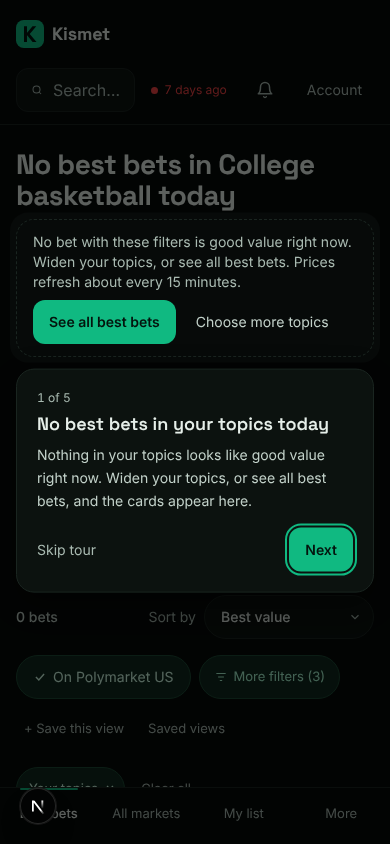 Kismet
Search...
7 days ago
Account
No best bets in College
basketball today
No bet with these filters is good value right now.
Widen your topics, or see all best bets. Prices
refresh about every 15 minutes.
See all best bets
Choose more topics
1 of 5
No best bets in your topics today
Nothing in your topics looks like good value
right now. Widen your topics, or see all best
bets, and the cards appear here.
Skip tour
Next
0 bets
Sort by
Best value
On Polymarket US
More filters (3)
+ Save this view
Saved views
Your topics
Clear all
bets
All markets
My list
More